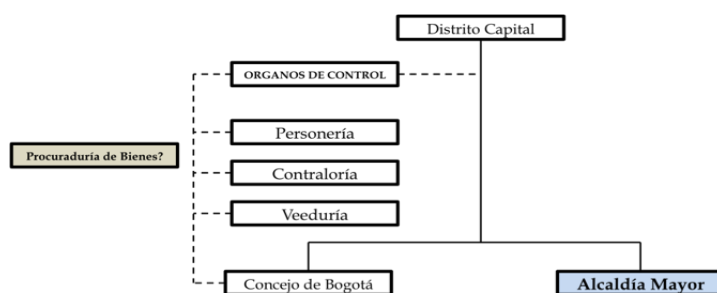 Distrito Capital
ORGANOS DE CONTROL
Personería
Procuraduría de Bienes?
Contraloría
Veeduría
Concejo de Bogotá
Alcaldía Mayor